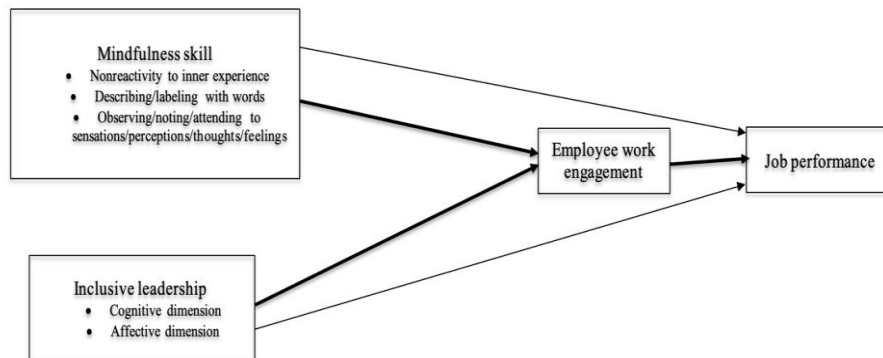 Mindfulness skill
• Nonreactivity to inner experience
• Describing/labeling with words
• Observing/noting/attending to
sensations/perceptions/thoughts/feelings
Employee work
engagement
Job performance
Inclusive leadership
• Cognitive dimension
• Affective dimension